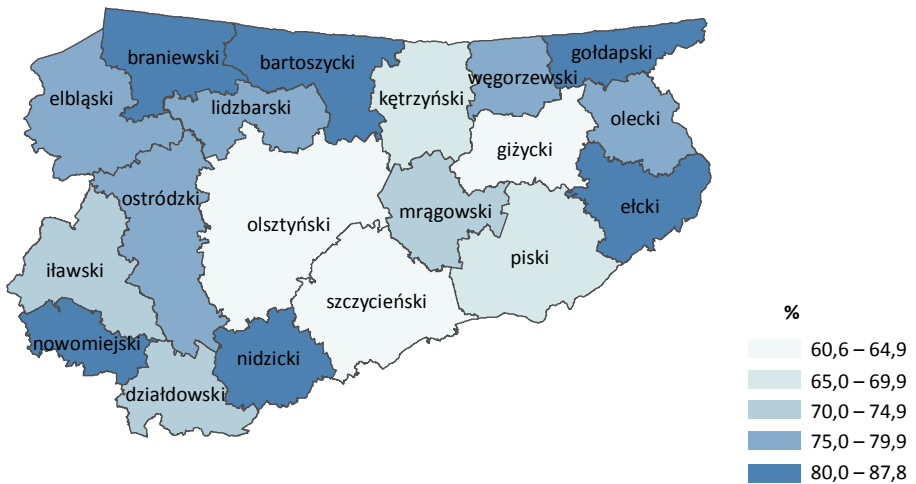 braniewski
bartoszycki
gołdapski
elbląski
lidzbarski
kętrzyński
węgorzewski
olecki
giżycki
ostródzki
olsztyński
mrągowski
ełcki
iławski
szczycieński
piski
nowomiejski
nidzicki
działdowski
%
60,6 – 64,9
65,0 – 69,9
70,0 – 74,9
75,0 – 79,9
80,0 – 87,8